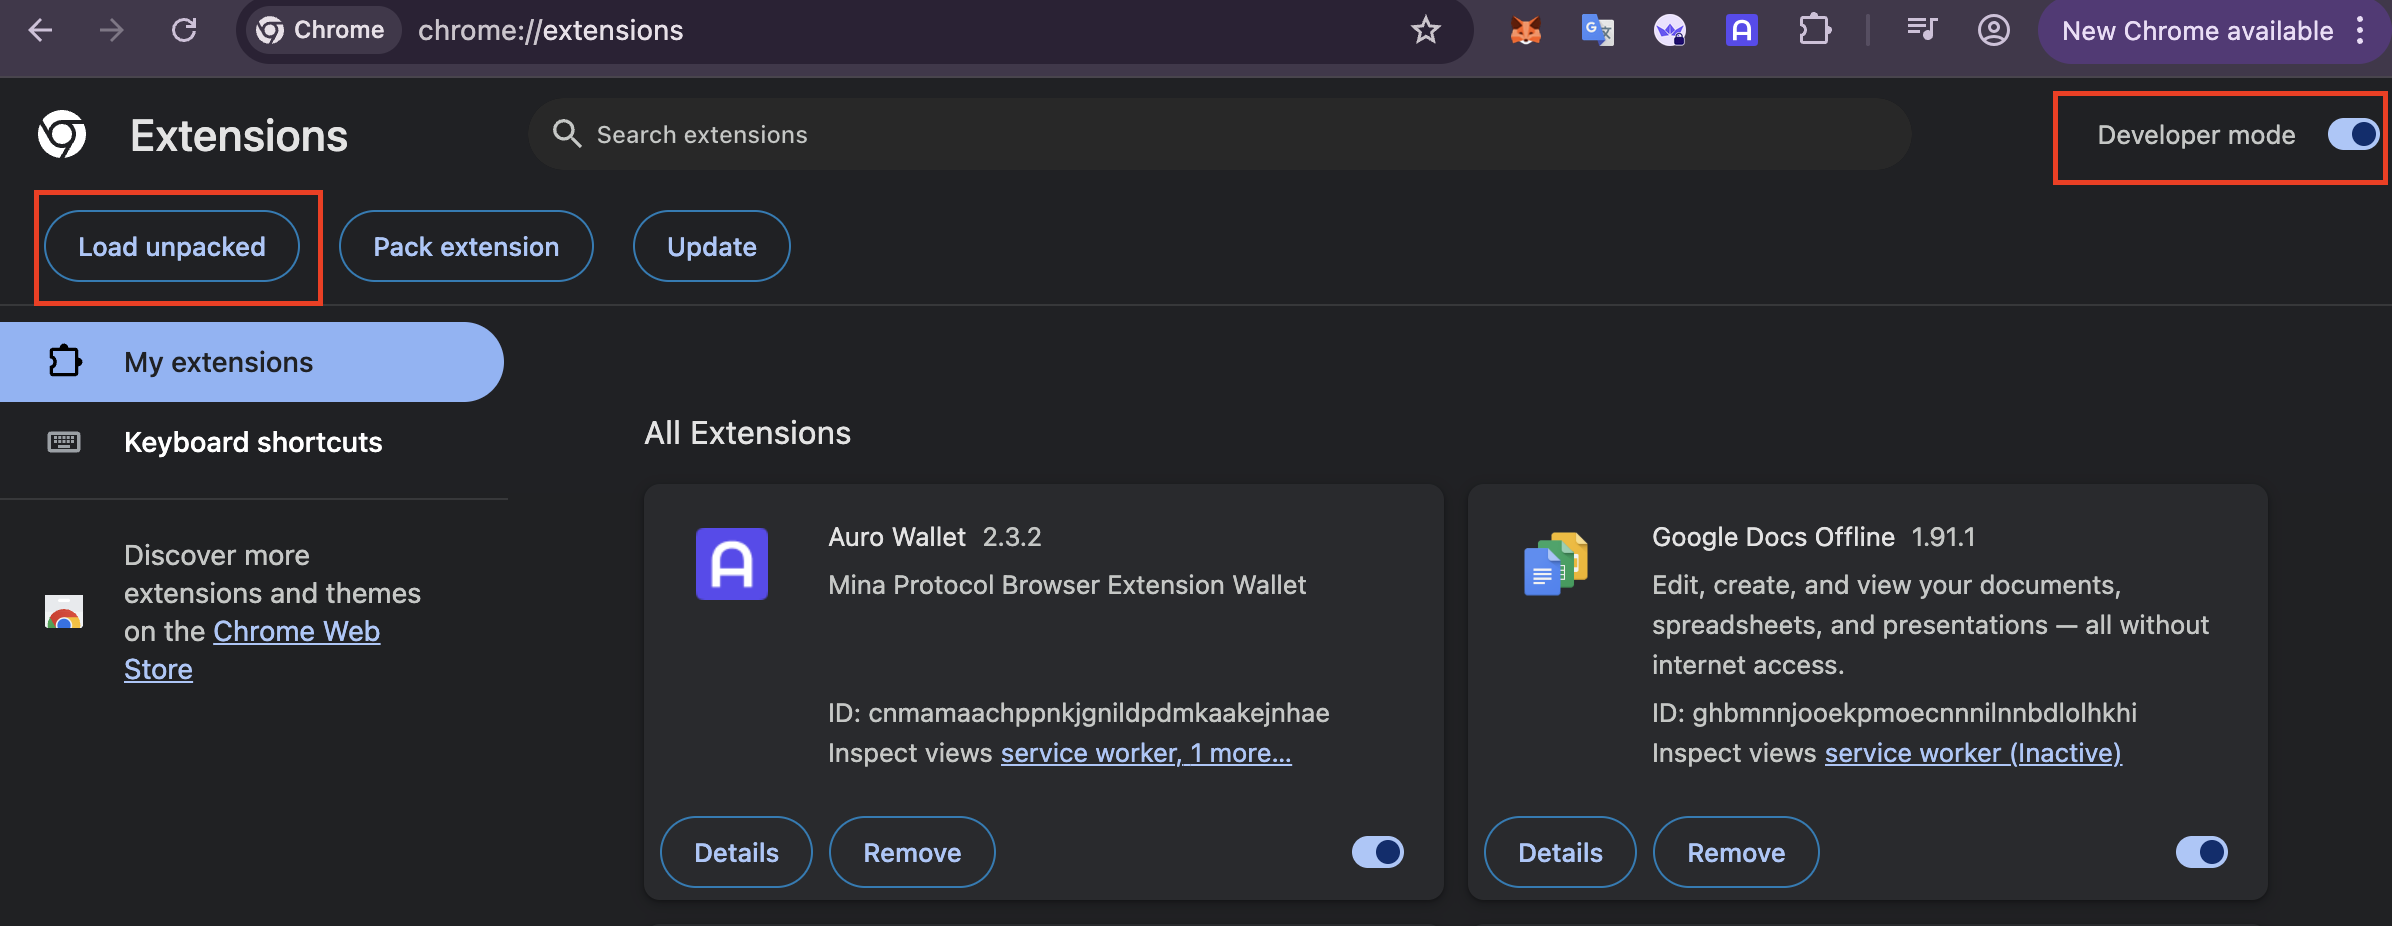 Chrome chrome://extensions New Chrome available
Extensions Search extensions Developer mode
Load unpacked Pack extension Update
My extensions
Keyboard shortcuts
Discover more
extensions and themes
on the Chrome Web
Store
All Extensions
Auro Wallet 2.3.2
Mina Protocol Browser Extension Wallet
ID: cnmamaachppnkjgnildpdmkaakejnhae
Inspect views service worker, 1 more...
Details Remove
Google Docs Offline 1.91.1
Edit, create, and view your documents,
spreadsheets, and presentations — all without
internet access.
ID: ghbmnnjooekpmoecnnnilnnbdlolhkhi
Inspect views service worker (Inactive)
Details Remove